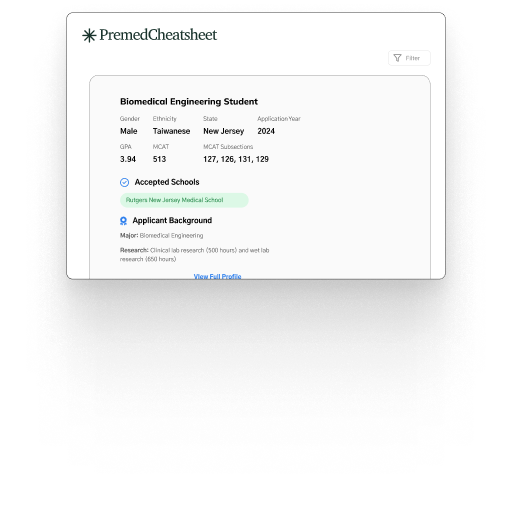 PremedCheatsheet
Filter
Biomedical Engineering Student
Gender Ethnicity State Application Year
Male Taiwanese New Jersey 2024
GPA MCAT MCAT Subsections
3.94 513 127, 126, 131, 129
Accepted Schools
Rutgers New Jersey Medical School
Applicant Background
Major: Biomedical Engineering
Research: Clinical lab research (500 hours) and wet lab
research (650 hours)
View Full Profile